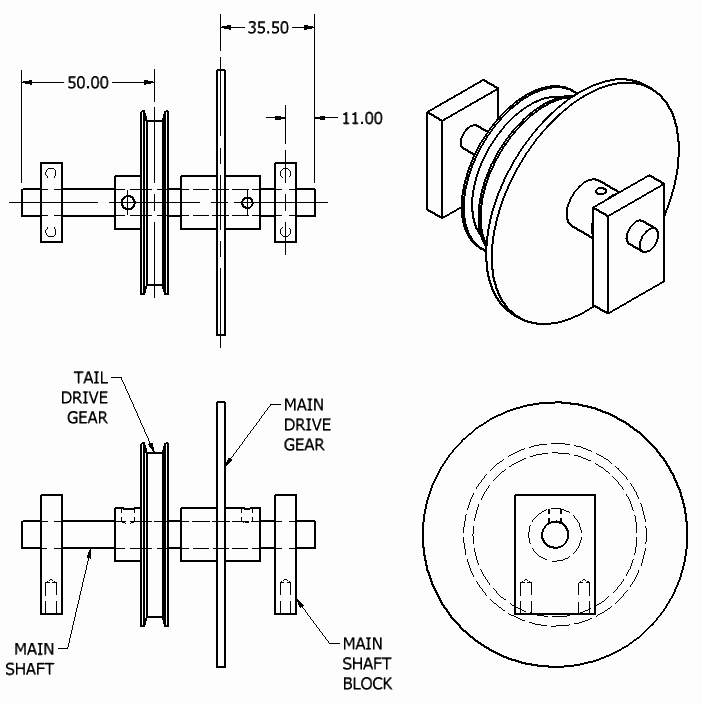 35.50
50.00
11.00
TAIL
DRIVE
GEAR
MAIN
DRIVE
GEAR
MAIN
SHAFT
MAIN
SHAFT
BLOCK